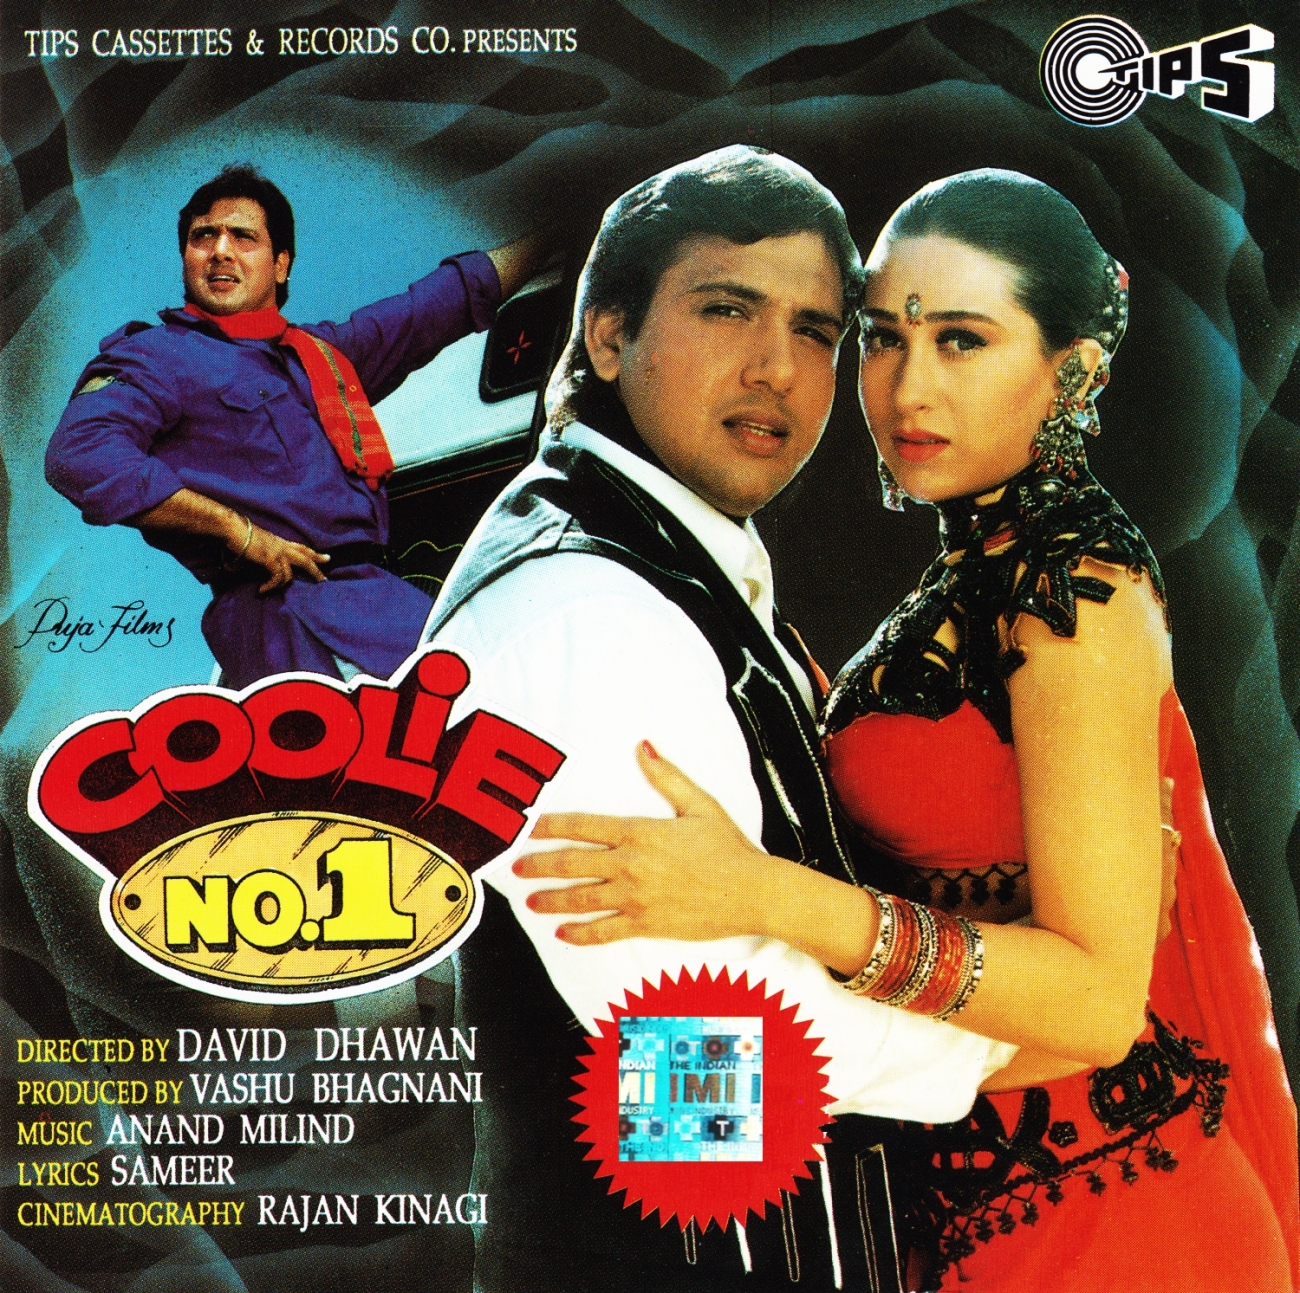 TIPS CASSETTES & RECORDS CO. PRESENTS
TIPS
Puja Films
COOLiE
NO.1
DIRECTED BY DAVID DHAWAN
PRODUCED BY VASHU BHAGNANI
MUSIC ANAND MILIND
LYRICS SAMEER
CINEMATOGRAPHY RAJAN KINAGI
THE INDIAN
IMI
INDUSTRY
T